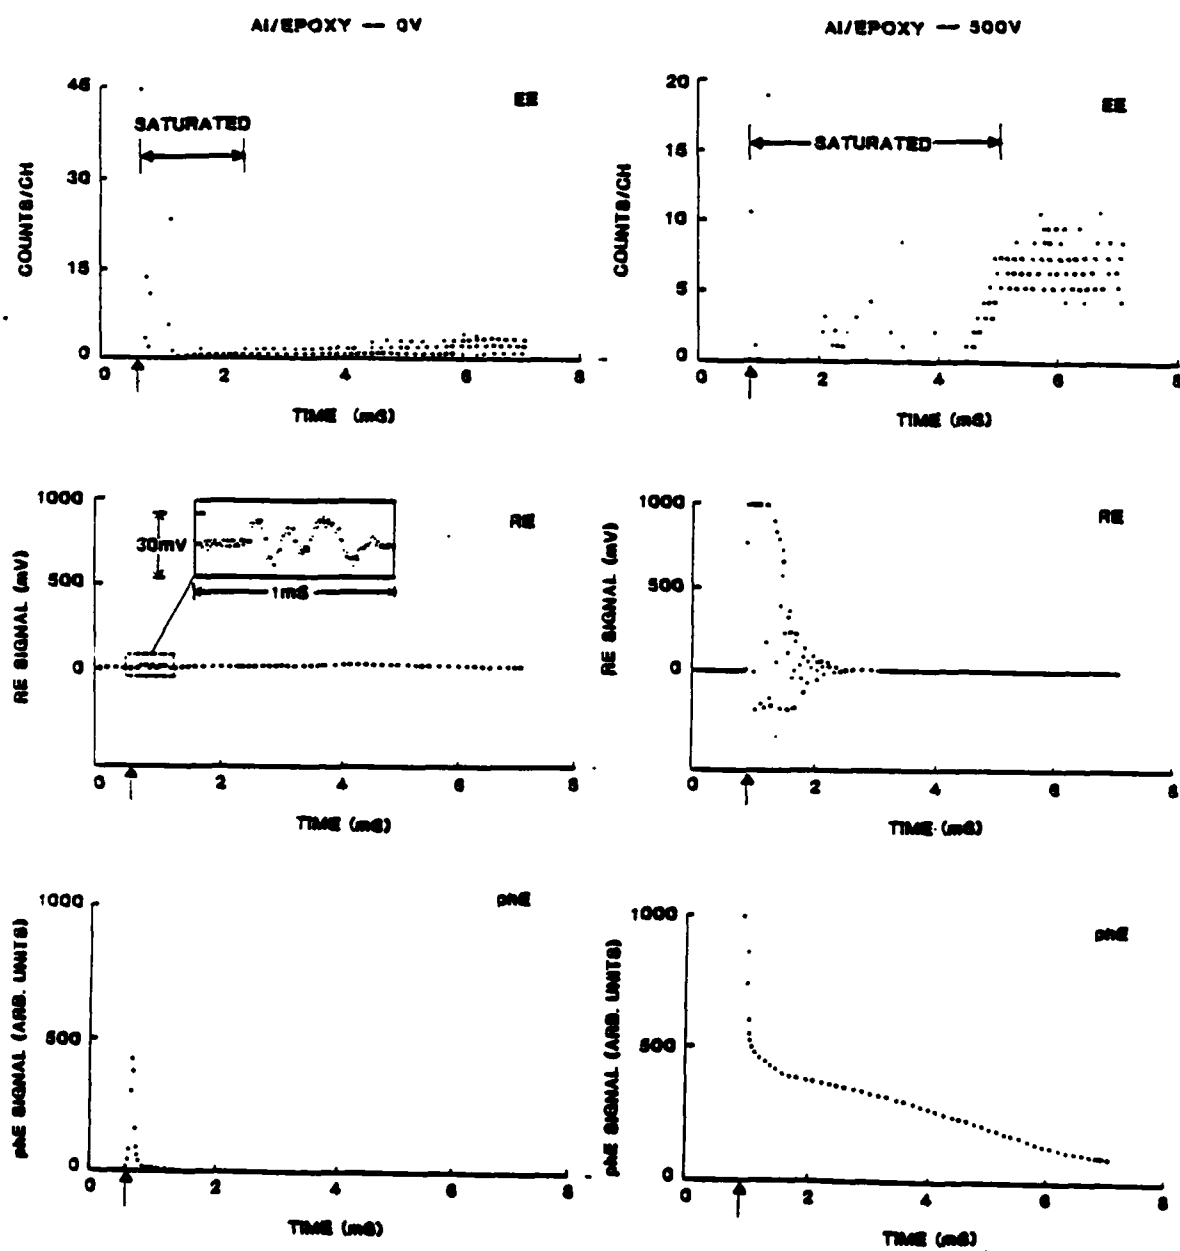 Al/EPOXY — 0V
EE
45
30
15
0
COUNTS/CH
SATURATED
0 2 4 6 8
TIME (mS)
Al/EPOXY — 500V
EE
20
15
10
5
0
COUNTS/CH
SATURATED
0 2 4 6 8
TIME (mS)
RE
1000
500
0
RE SIGNAL (mV)
30mV
1mS
0 2 4 6 8
TIME (mS)
RE
1000
500
0
RE SIGNAL (mV)
0 2 4 6 8
TIME (mS)
phE
1000
500
0
phE SIGNAL (ARB. UNITS)
0 2 4 6 8
TIME (mS)
phE
1000
500
0
phE SIGNAL (ARB. UNITS)
0 2 4 6 8
TIME (mS)